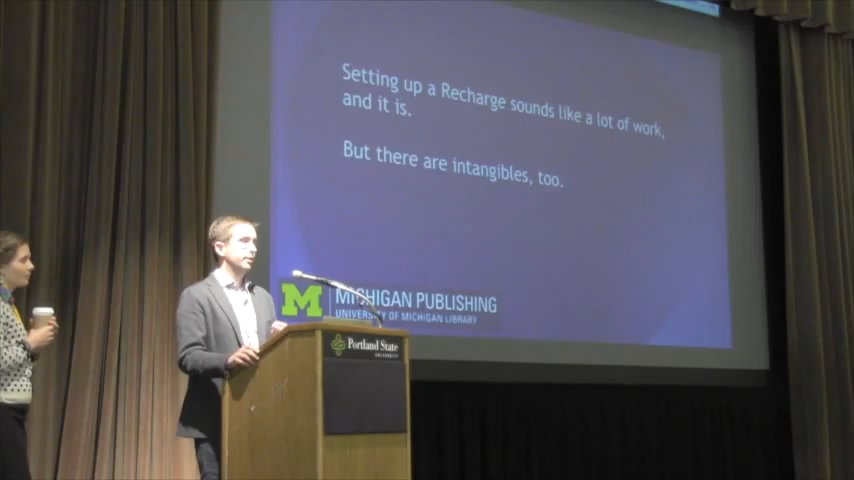 Setting up a Recharge sounds like a lot of work,
and it is.
But there are intangibles, too.
M
MICHIGAN PUBLISHING
UNIVERSITY OF MICHIGAN LIBRARY
Portland State
UNIVERSITY